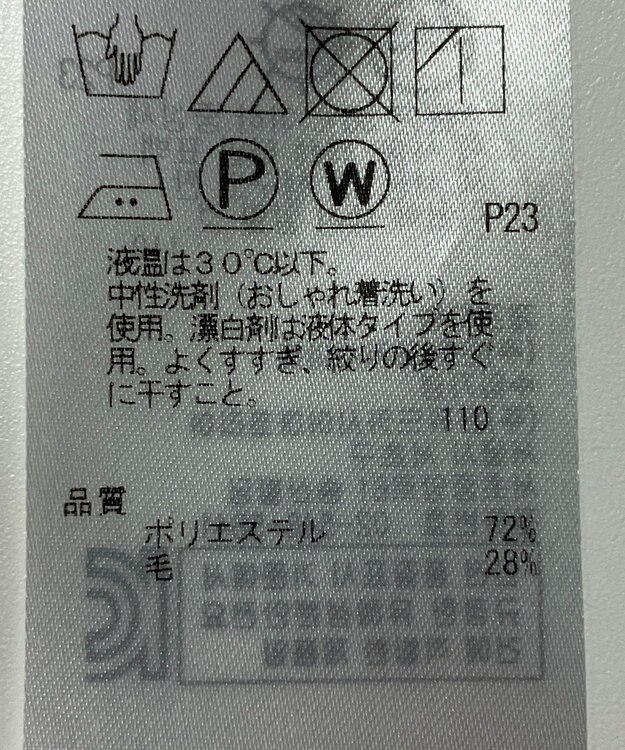 P
W
P23
液温は30℃以下。
中性洗剤（おしゃれ着洗い）を
使用。漂白剤は液体タイプを使
用。よくすすぎ、絞りの後すぐ
に干すこと。
110
品質
ポリエステル 72%
毛 28%